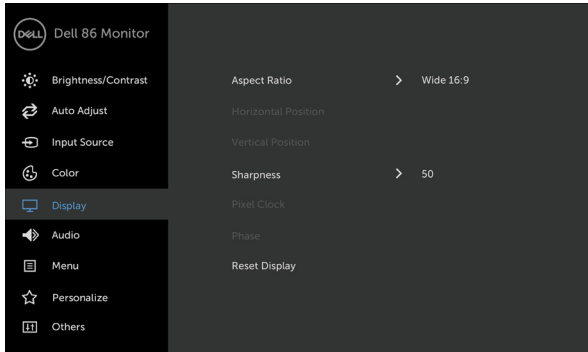 DELL Dell 86 Monitor
Brightness/Contrast
Auto Adjust
Input Source
Color
Display
Audio
Menu
Personalize
Others
Aspect Ratio > Wide 16:9
Horizontal Position
Vertical Position
Sharpness > 50
Pixel Clock
Phase
Reset Display